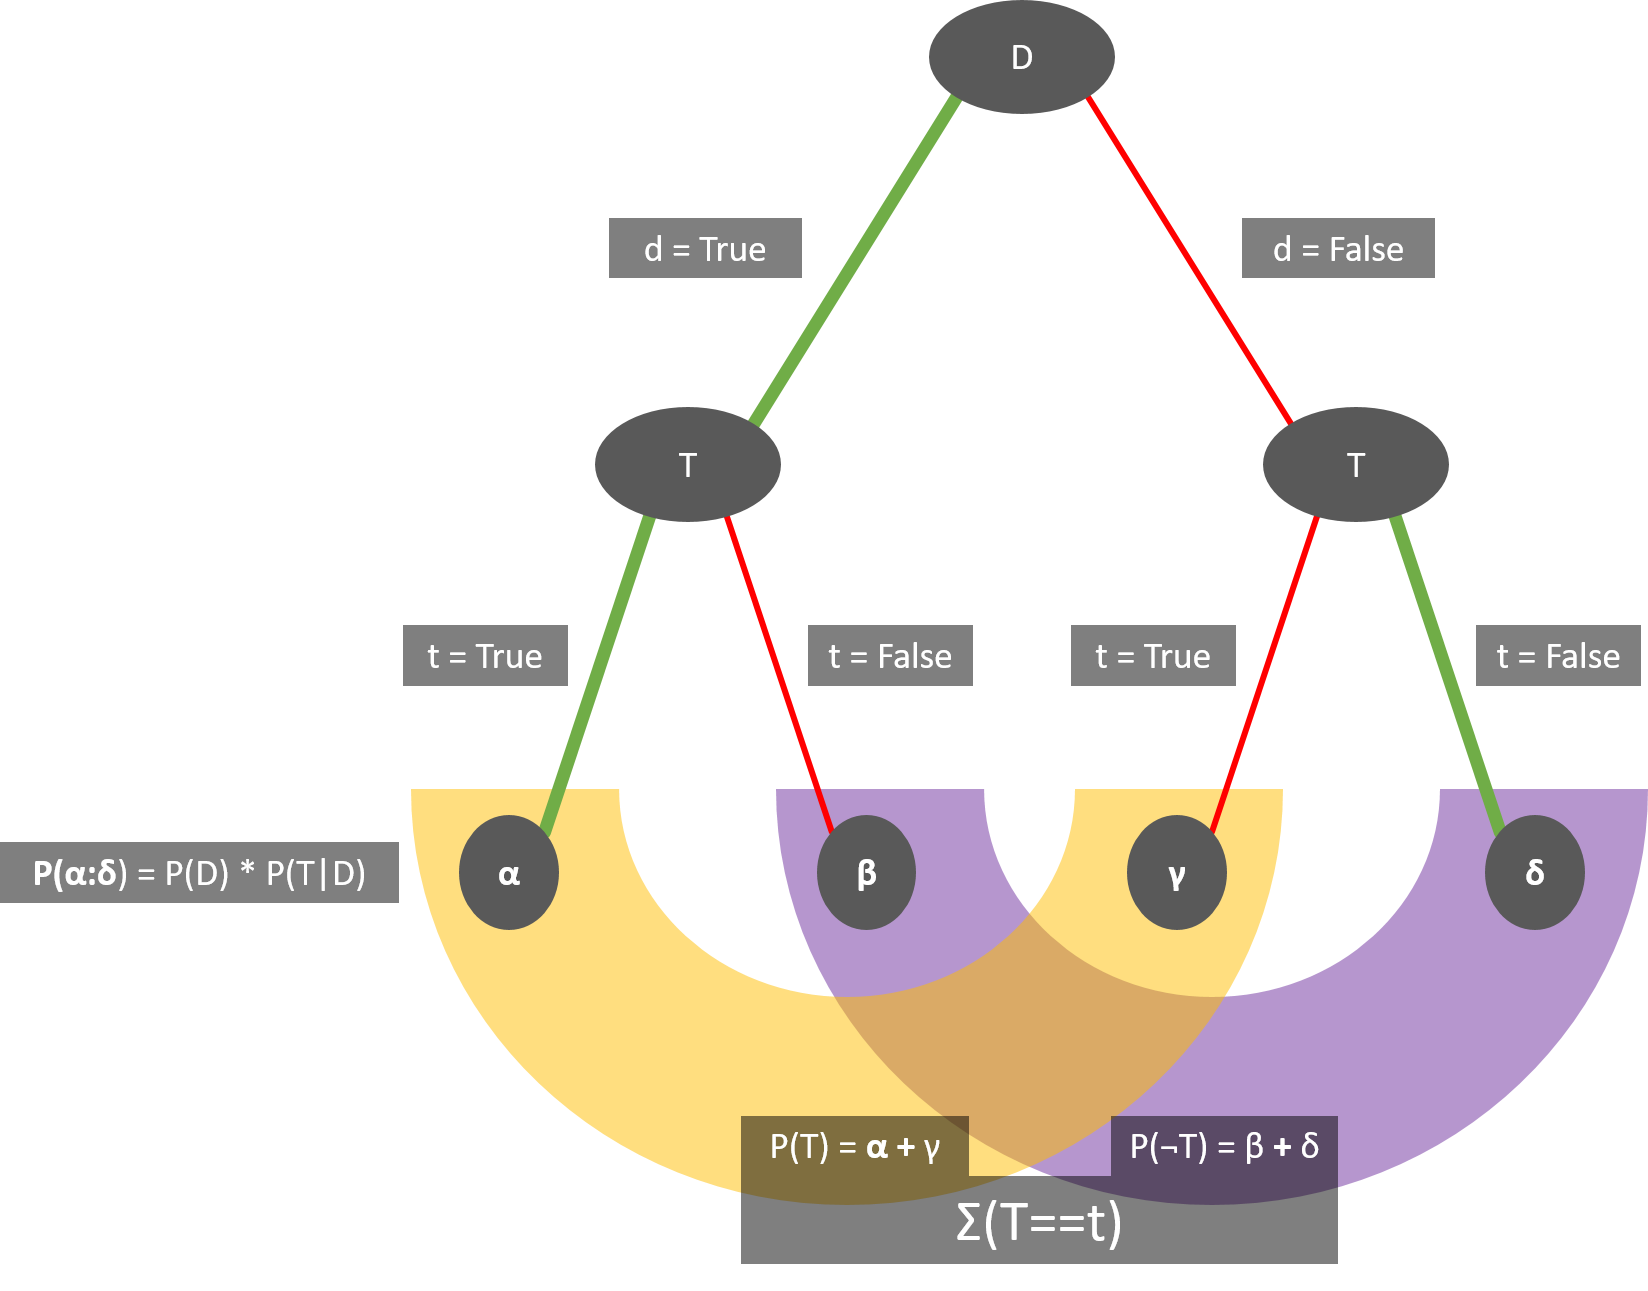 D
d = True
d = False
T
T
t = True
t = False
t = True
t = False
P(α:δ) = P(D) * P(T|D)
α
β
γ
δ
P(T) = α + γ
P(¬T) = β + δ
Σ(T==t)